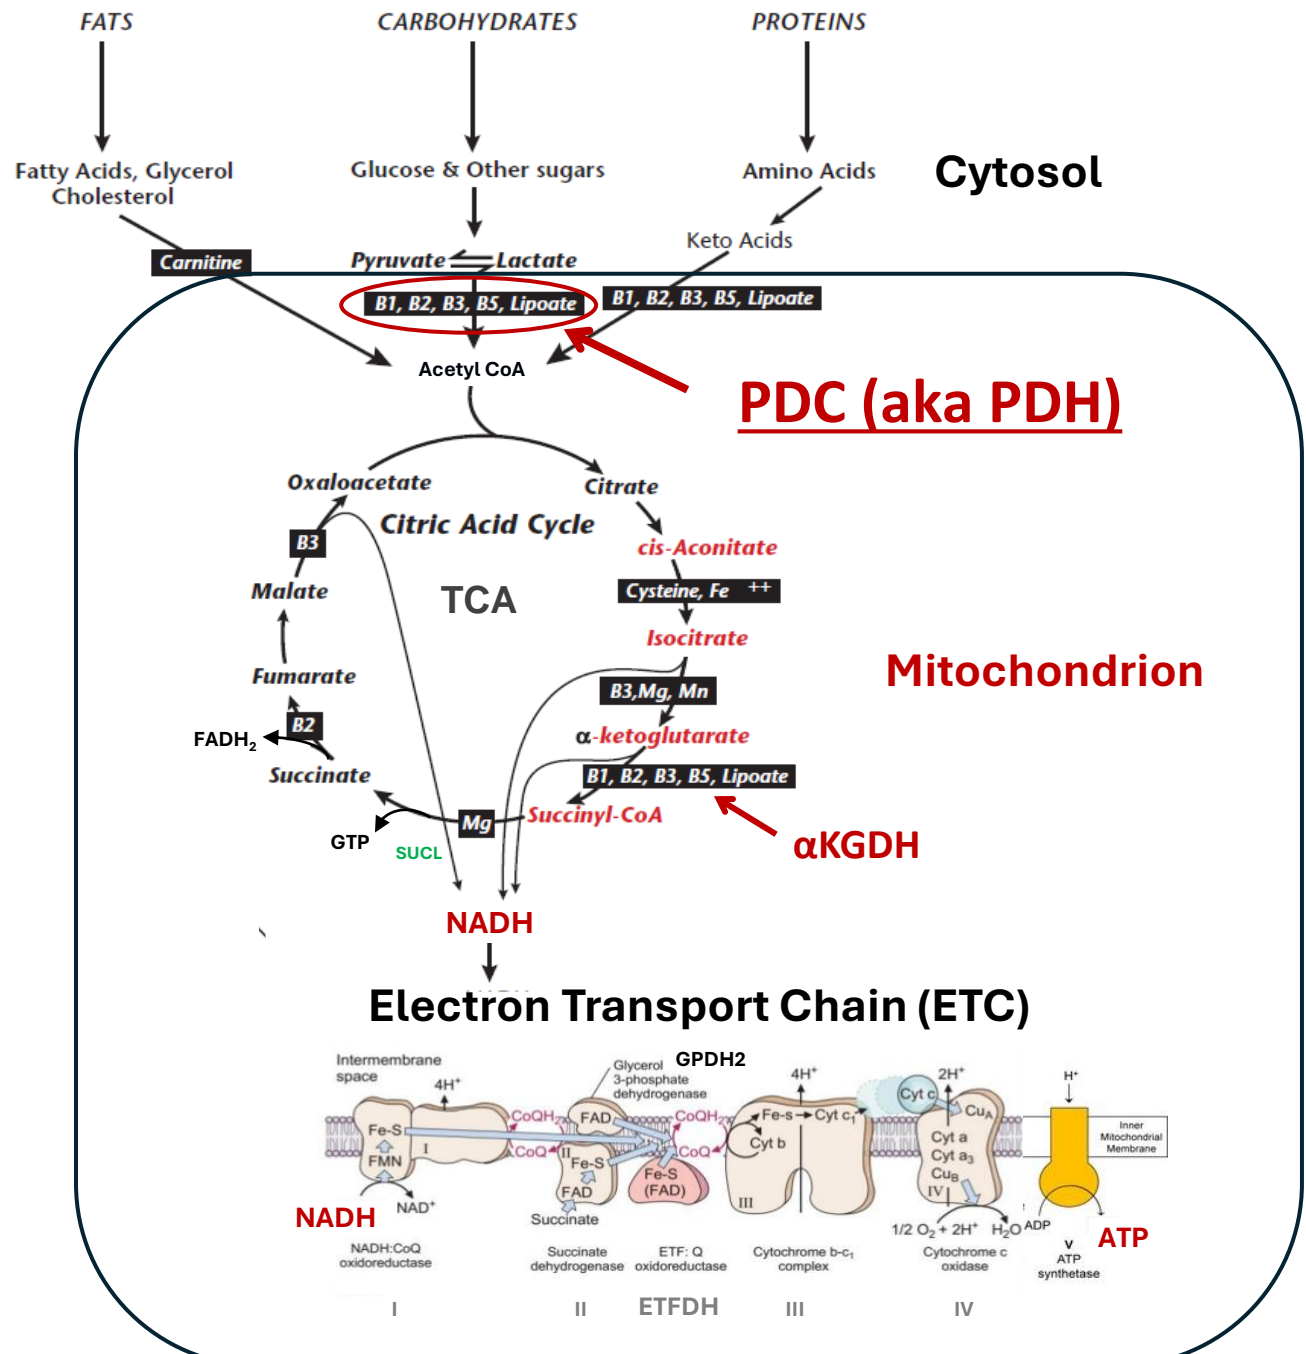 FATS
CARBOHYDRATES
PROTEINS
Fatty Acids, Glycerol
Cholesterol
Glucose & Other sugars
Amino Acids
Cytosol
Keto Acids
Carnitine
Pyruvate
Lactate
B1, B2, B3, B5, Lipoate
B1, B2, B3, B5, Lipoate
Acetyl CoA
PDC (aka PDH)
Oxaloacetate
Citrate
Citric Acid Cycle
B3
cis-Aconitate
Malate
TCA
Cysteine, Fe ++
Isocitrate
Mitochondrion
Fumarate
B3,Mg, Mn
B2
FADH₂
α-ketoglutarate
Succinate
B1, B2, B3, B5, Lipoate
Succinyl-CoA
Mg
GTP
SUCL
αKGDH
NADH
Electron Transport Chain (ETC)
Intermembrane
space
4H⁺
Glycerol
3-phosphate
dehydrogenase
GPDH2
4H⁺
2H⁺
H⁺
Fe-S
FMN
I
CoQH₂
CoQ
FAD
II
Fe-S
FAD
CoQH₂
CoQ
Fe-S
(FAD)
Fe-s
Cyt c₁
Cyt b
III
Cyt c
CuA
Cyt a
Cyt a₃
CuB
IV
Inner
Mitochondrial
Membrane
NADH
NAD⁺
Succinate
1/2 O₂ + 2H⁺
H₂O
ADP
ATP
NADH:CoQ
oxidoreductase
Succinate
dehydrogenase
ETF: Q
oxidoreductase
Cytochrome b-c₁
complex
Cytochrome c
oxidase
V
ATP
synthetase
I
II
ETFDH
III
IV